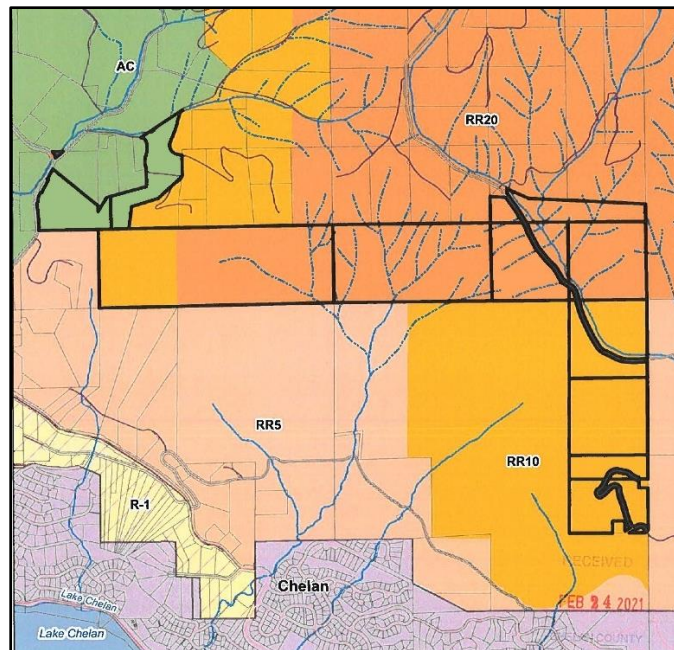 AC
RR20
RR5
RR10
R-1
RECEIVED
Chelan
FEB 24 2021
Lake Chelan
Lake Chelan
COUNTY